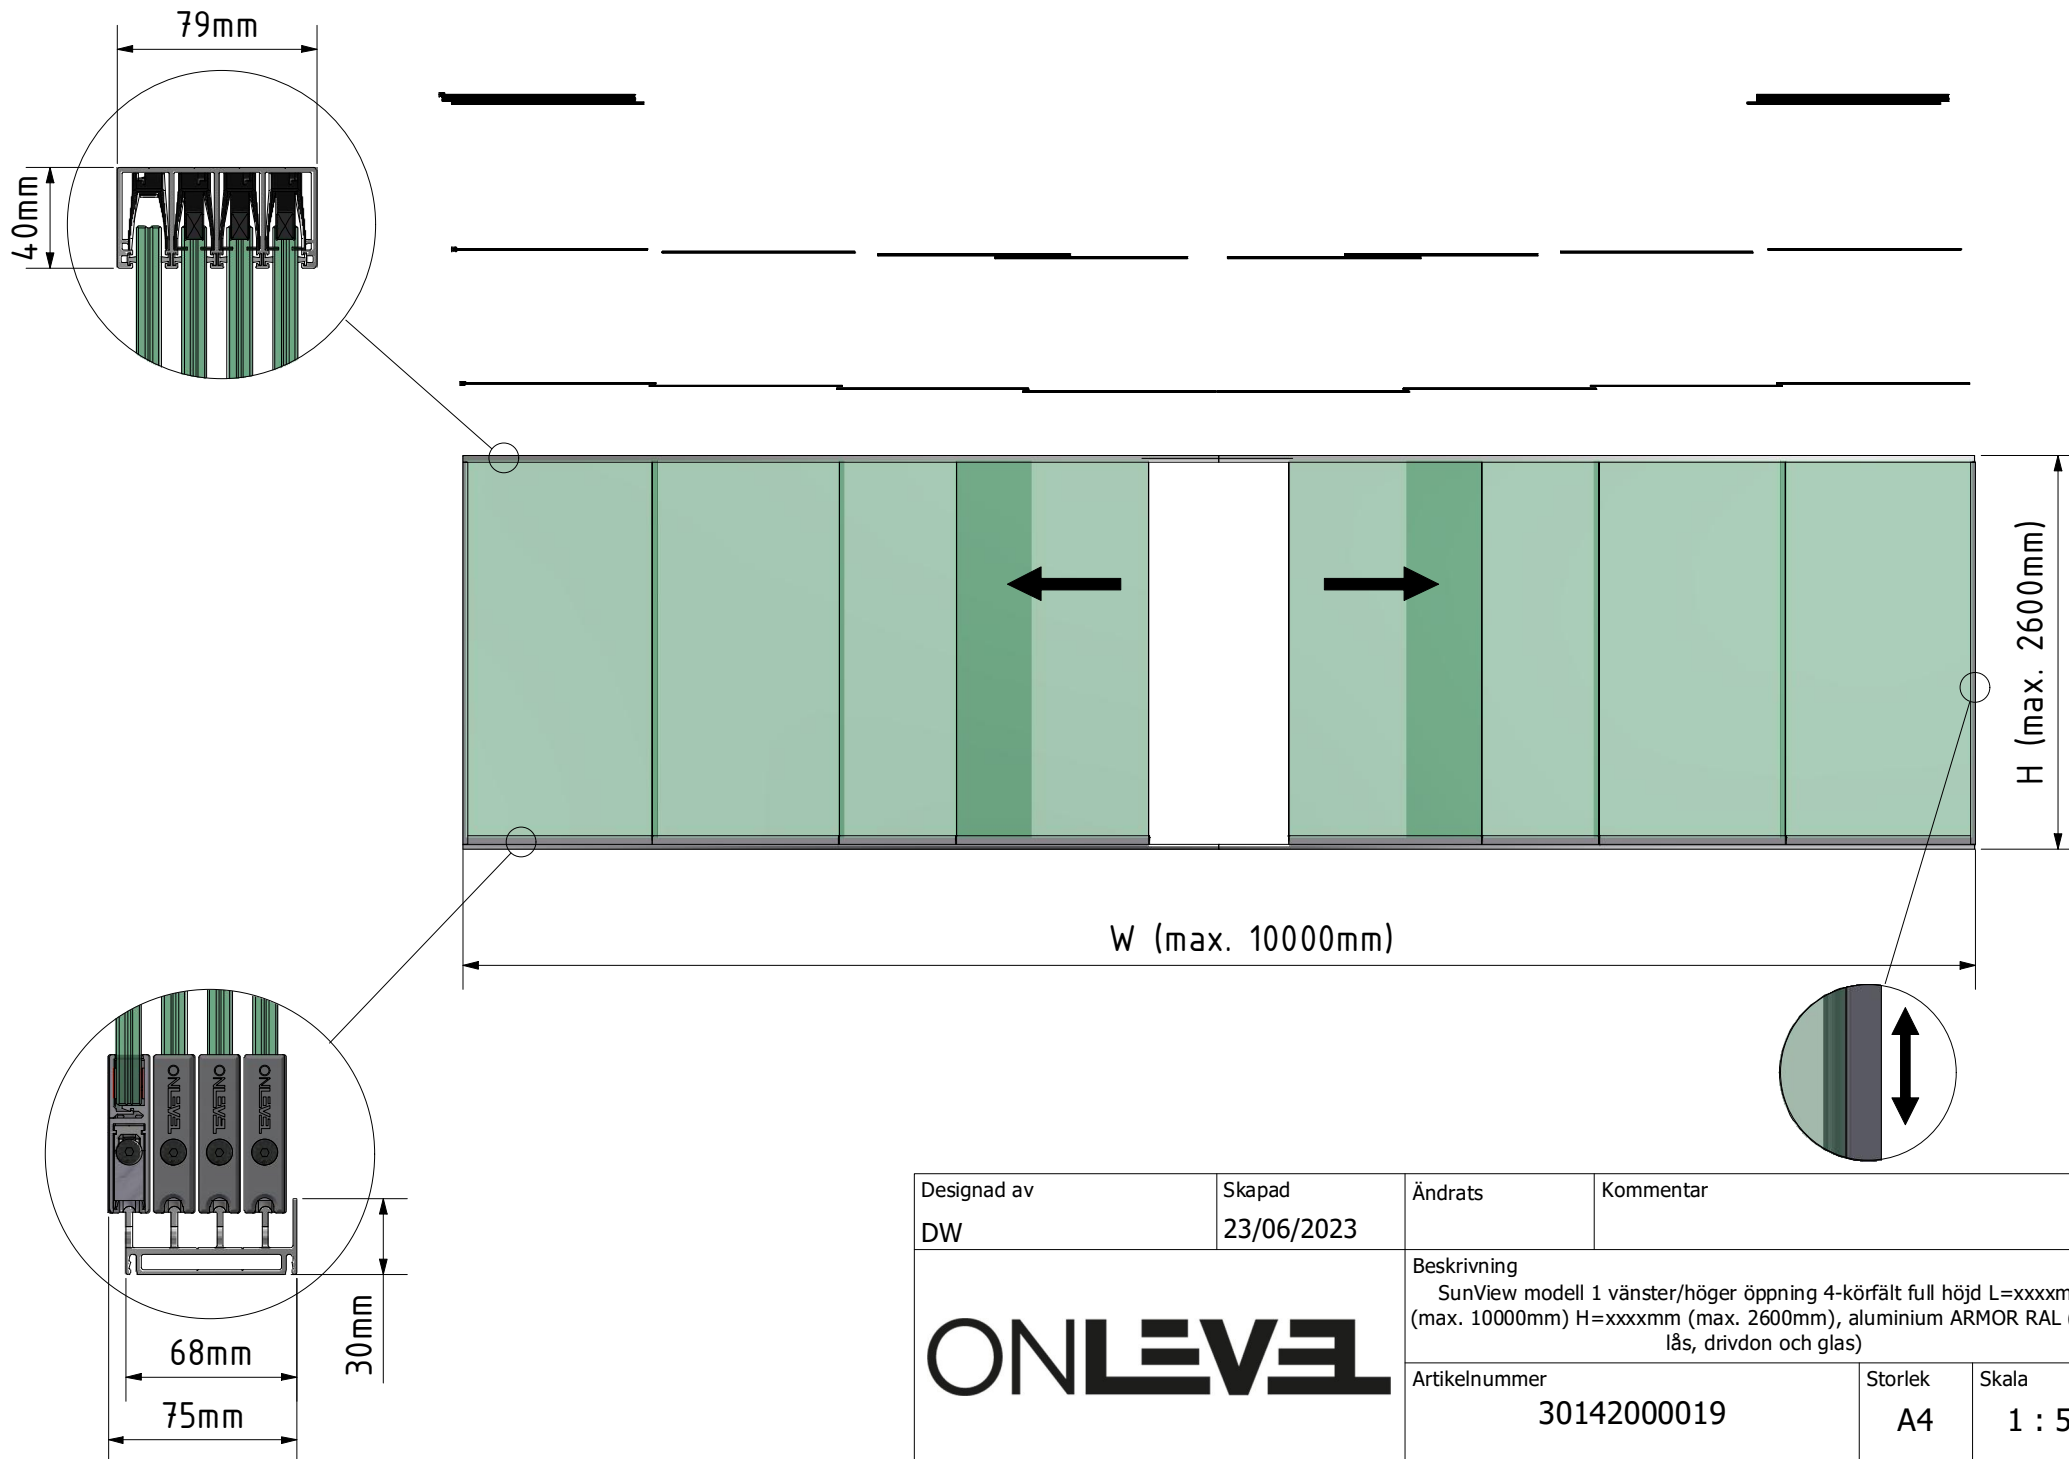 79mm
40mm
H (max. 2600mm)
W (max. 10000mm)
ONLEVEL
ONLEVEL
ONLEVEL
30mm
68mm
75mm
Designad av
DW
Skapad
23/06/2023
Ändrats
Kommentar
ONLEVEL
Beskrivning
SunView modell 1 vänster/höger öppning 4-körfält full höjd L=xxxxm
(max. 10000mm) H=xxxxmm (max. 2600mm), aluminium ARMOR RAL
lås, drivdon och glas)
Artikelnummer
30142000019
Storlek
A4
Skala
1 : 5